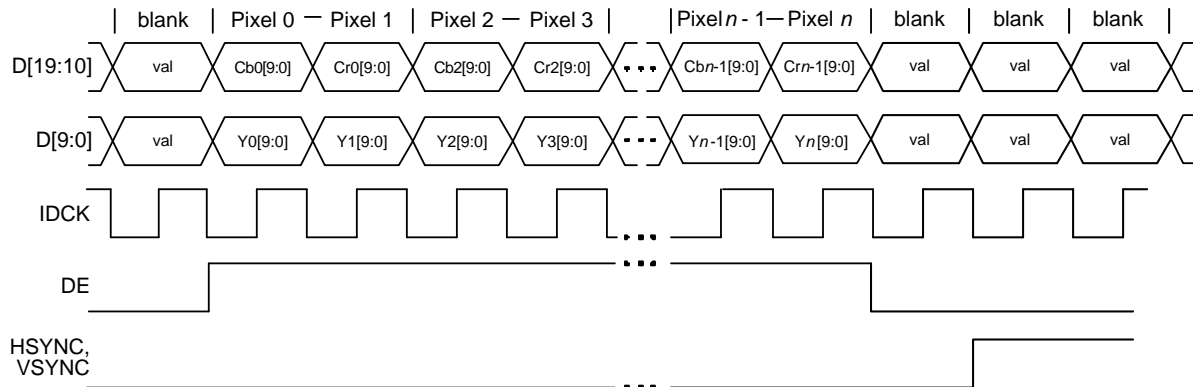 blank Pixel 0 — Pixel 1 Pixel 2 — Pixel 3 Pixel n - 1 — Pixel n blank blank blank
D[19:10] val Cb0[9:0] Cr0[9:0] Cb2[9:0] Cr2[9:0] Cbn-1[9:0] Crn-1[9:0] val val val
D[9:0] val Y0[9:0] Y1[9:0] Y2[9:0] Y3[9:0] Yn-1[9:0] Yn[9:0] val val val
IDCK
DE
HSYNC,
VSYNC